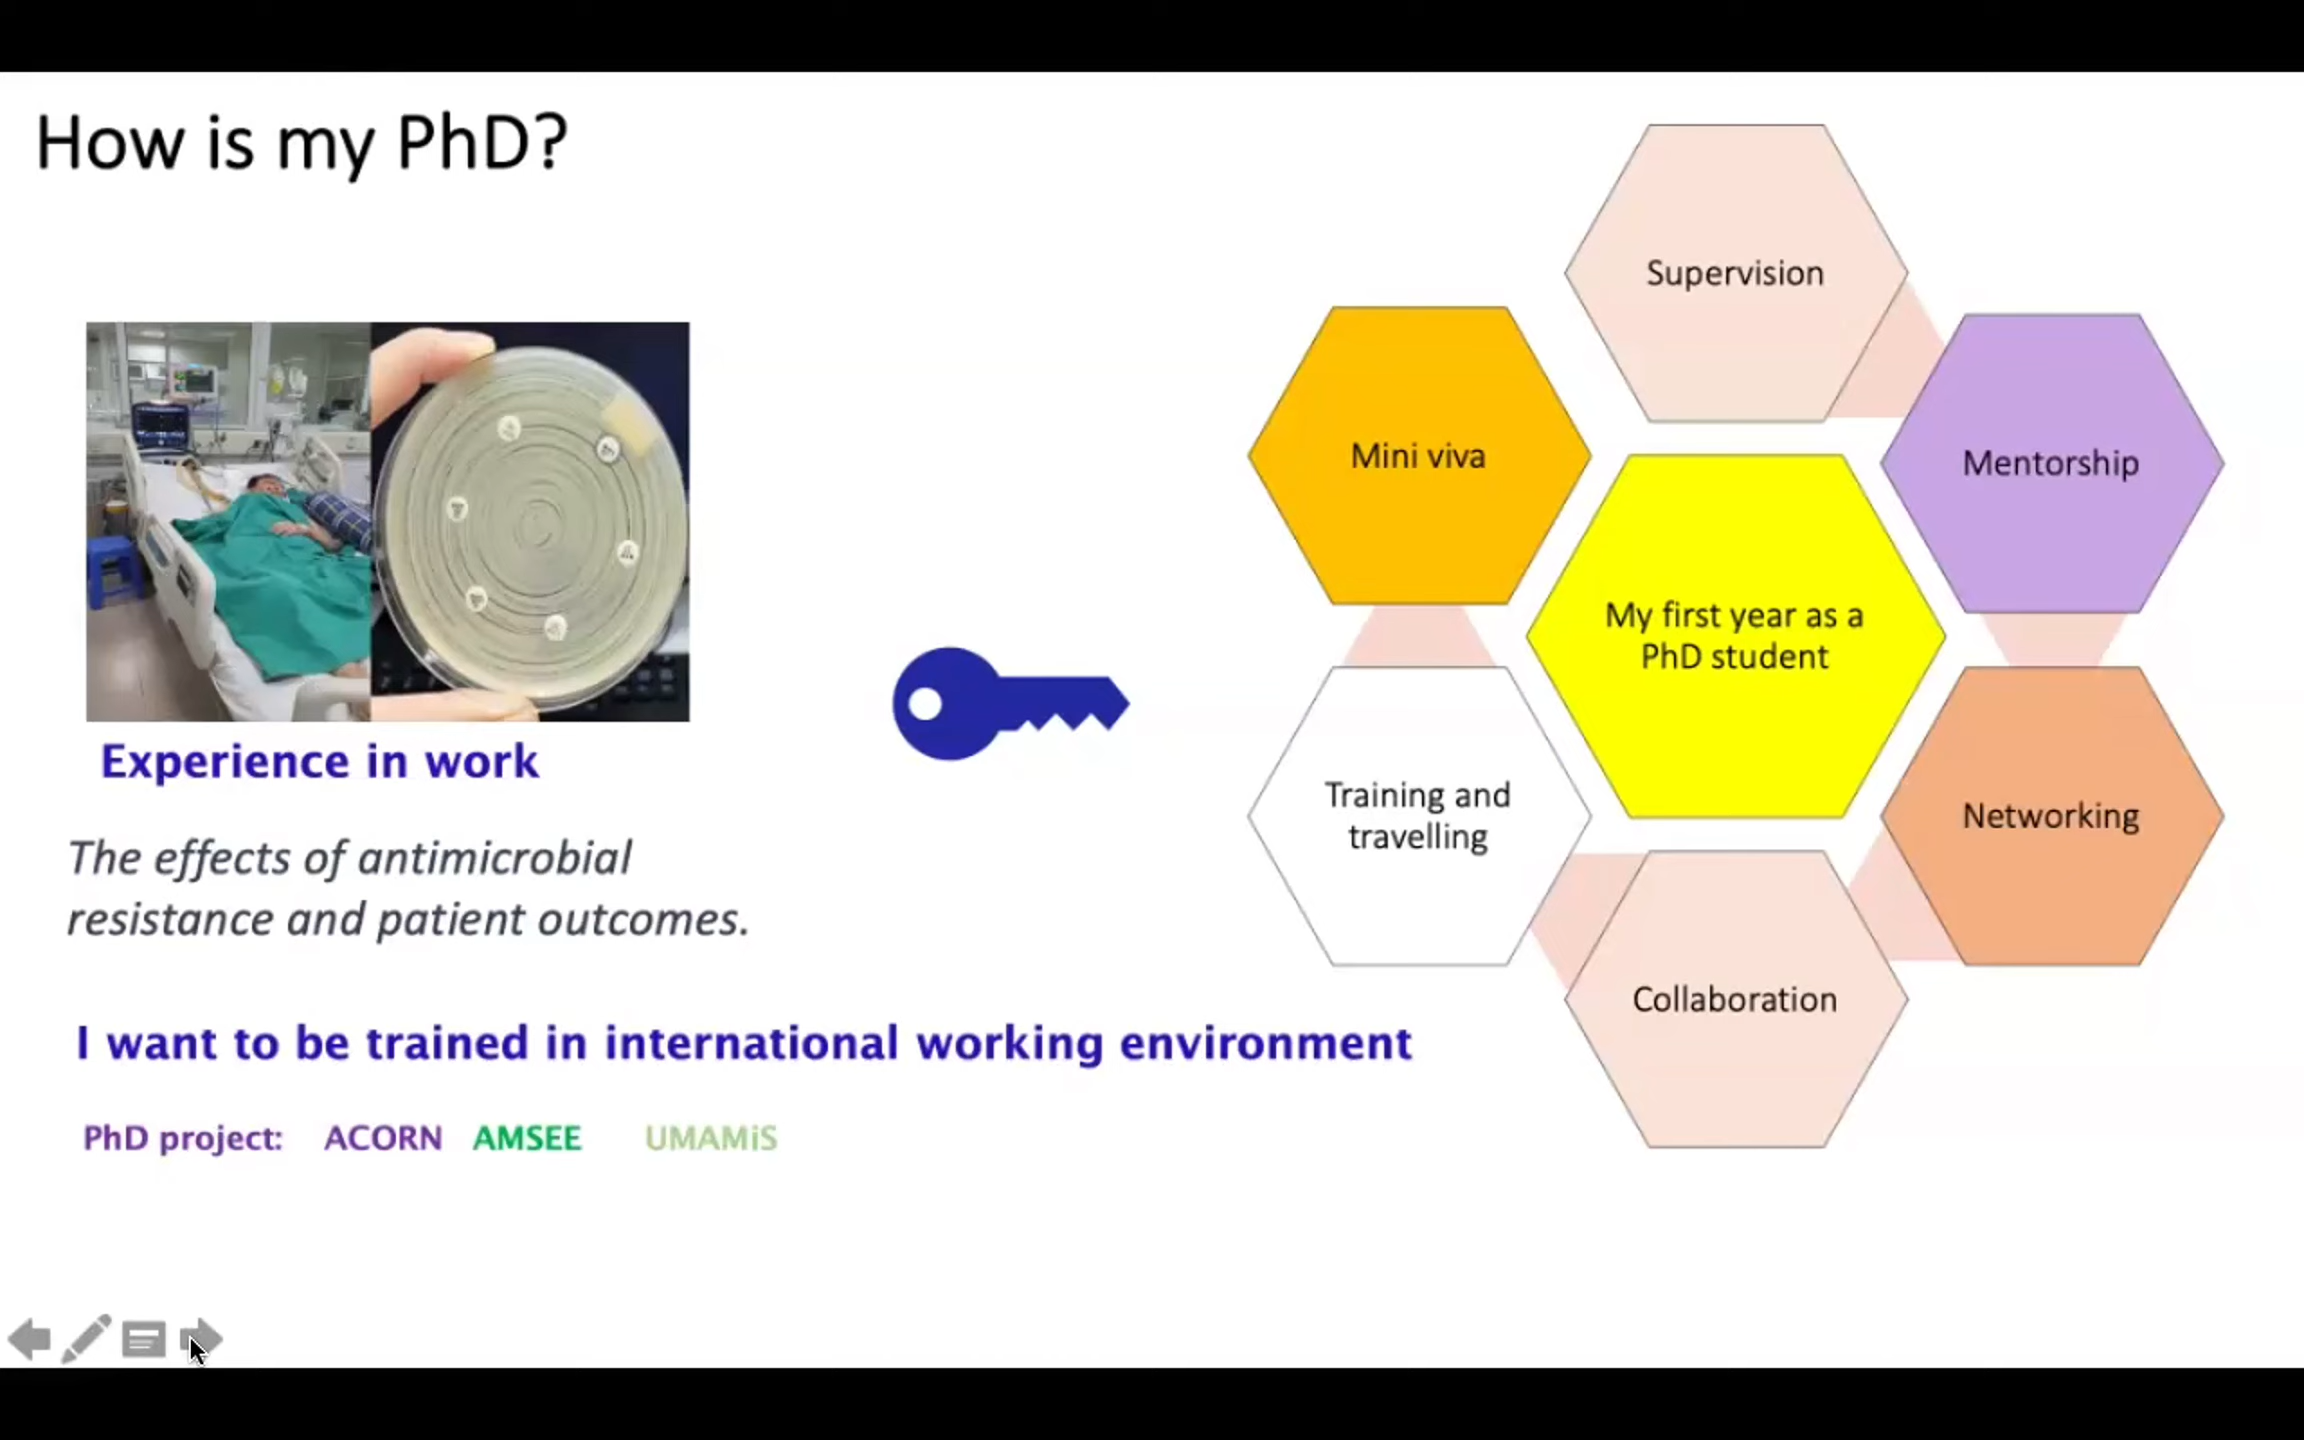 How is my PhD?
Experience in work
The effects of antimicrobial
resistance and patient outcomes.
I want to be trained in international working environment
PhD project: ACORN AMSEE UMAMiS
Supervision
Mini viva
Mentorship
My first year as a
PhD student
Training and
travelling
Networking
Collaboration